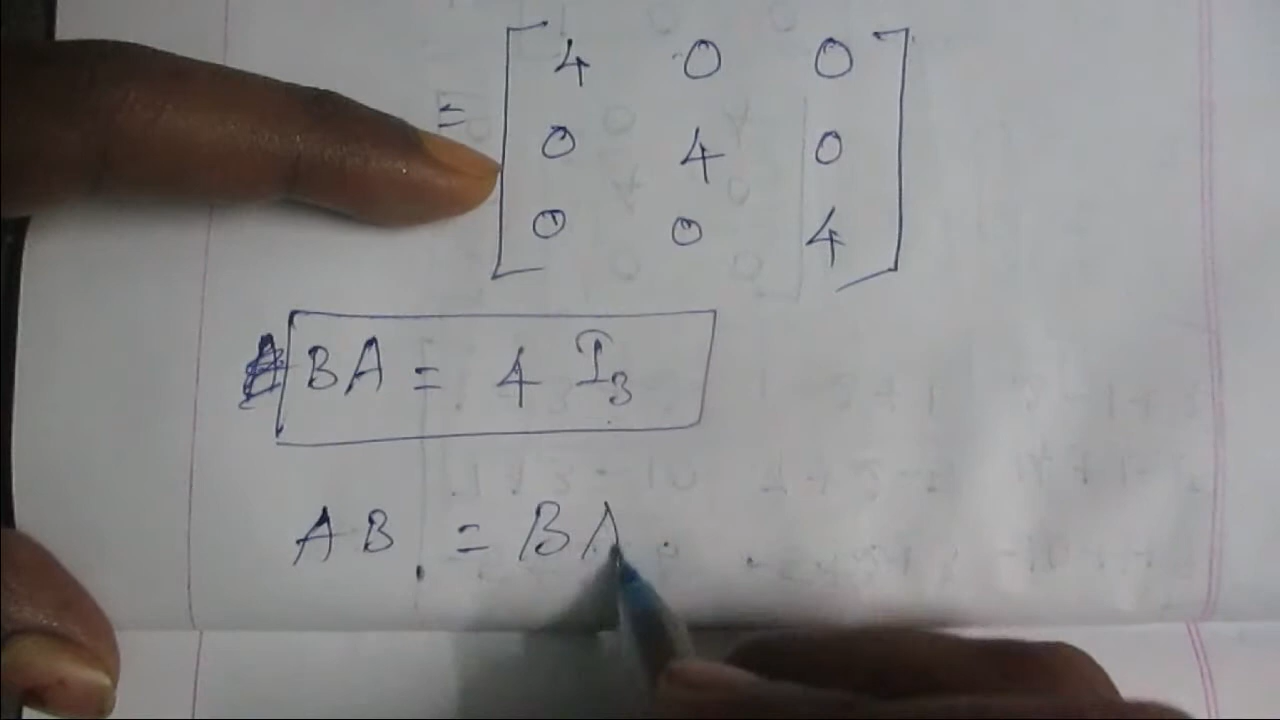 = 4 0 0
0 4 0
0 0 4
BA = 4 I₃
AB = BA